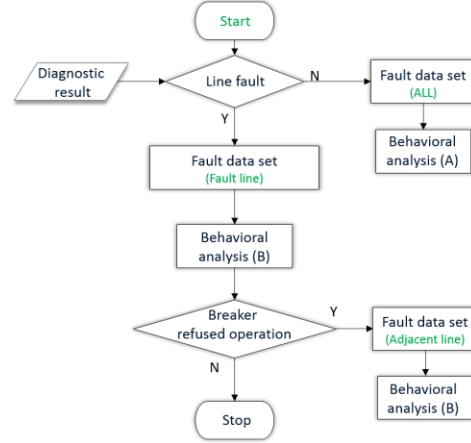 Start
Diagnostic
result
Line fault
N
Fault data set
(ALL)
Behavioral
analysis (A)
Y
Fault data set
(Fault line)
Behavioral
analysis (B)
Breaker
refused operation
Y
Fault data set
(Adjacent line)
Behavioral
analysis (B)
N
Stop